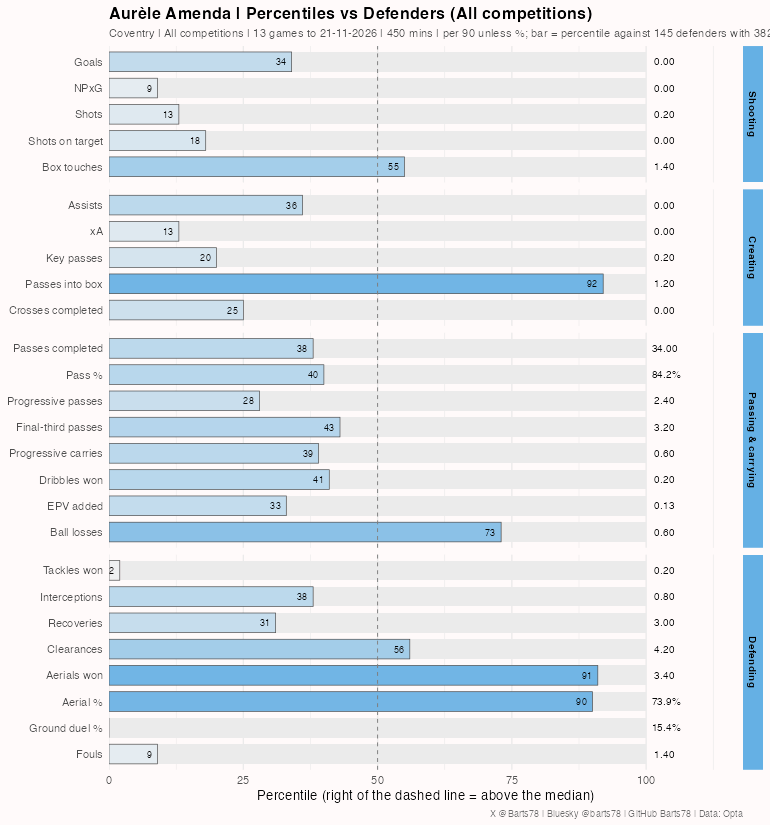 Aurèle Amenda | Percentiles vs Defenders (All competitions)
Coventry | All competitions | 13 games to 21-11-2026 | 450 mins | per 90 unless %; bar = percentile against 145 defenders with 382
Shooting
Goals 34 0.00
NPxG 9 0.00
Shots 13 0.20
Shots on target 18 0.00
Box touches 55 1.40
Creating
Assists 36 0.00
xA 13 0.00
Key passes 20 0.20
Passes into box 92 1.20
Crosses completed 25 0.00
Passing & carrying
Passes completed 38 34.00
Pass % 40 84.2%
Progressive passes 28 2.40
Final-third passes 43 3.20
Progressive carries 39 0.60
Dribbles won 41 0.20
EPV added 33 0.13
Ball losses 73 0.60
Defending
Tackles won 2 0.20
Interceptions 38 0.80
Recoveries 31 3.00
Clearances 56 4.20
Aerials won 91 3.40
Aerial % 90 73.9%
Ground duel % 15.4%
Fouls 9 1.40
0 25 50 75 100
Percentile (right of the dashed line = above the median)
X @Barts78 | Bluesky @barts78 | GitHub Barts78 | Data: Opta